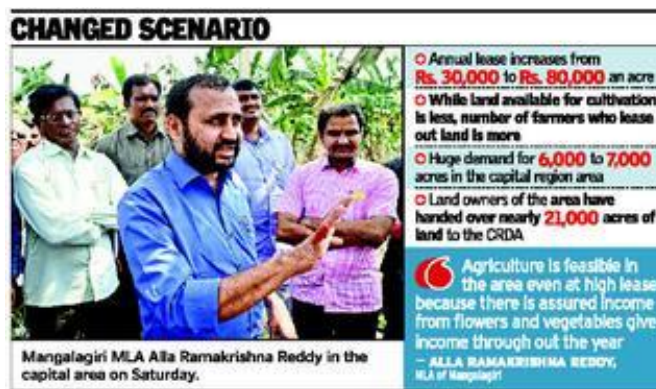 CHANGED SCENARIO
Annual lease increases from
Rs. 30,000 to Rs. 80,000 an acre
While land available for cultivation
is less, number of farmers who lease
out land is more
Huge demand for 6,000 to 7,000
acres in the capital region area
Land owners of the area have
handed over nearly 21,000 acres of
land to the CRDA
Agriculture is feasible in
the area even at high lease
because there is assured income
from flowers and vegetables give
income through out the year
— ALLA RAMAKRISHNA REDDY,
MLA of Mangalagiri
Mangalagiri MLA Alla Ramakrishna Reddy in the
capital area on Saturday.